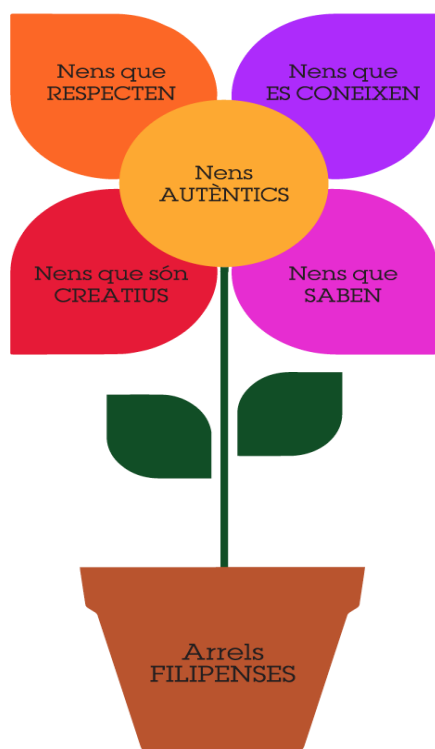 Nens que
RESPECTEN
Nens que
ES CONEIXEN
Nens
AUTÈNTICS
Nens que són
CREATIUS
Nens que
SABEN
Arrels
FILIPENSES